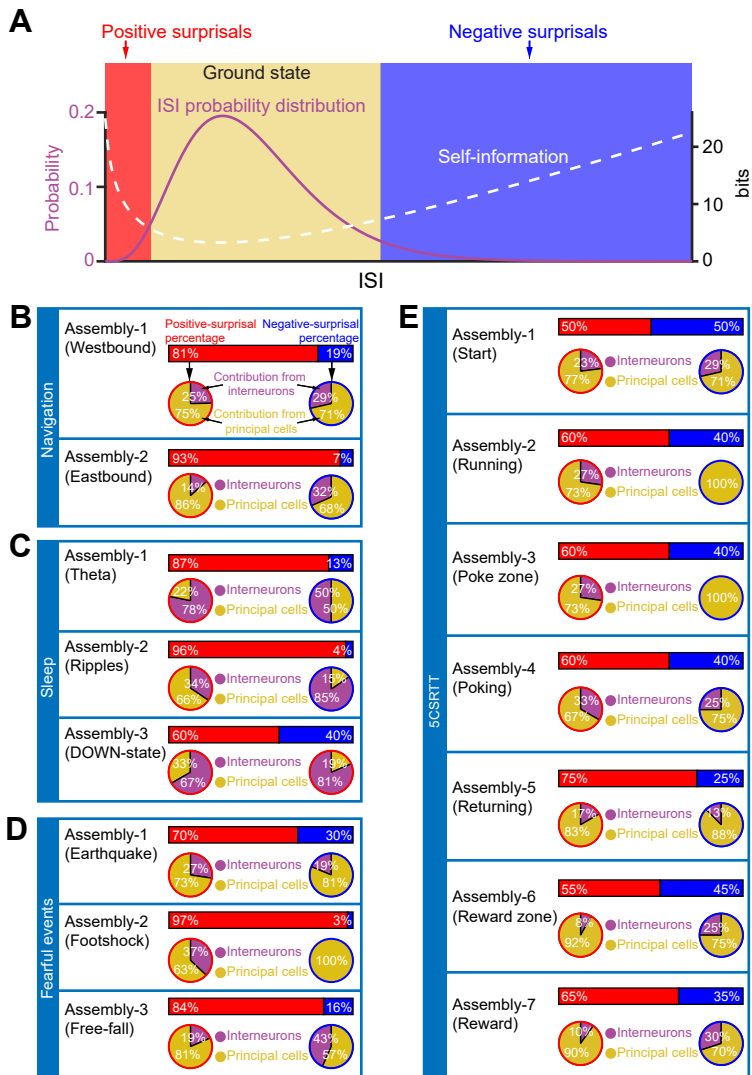 A
Positive surprisals
Negative surprisals
Ground state
ISI probability distribution
Self-information
Probability
0.2
0.1
0
20
10
0
bits
ISI
B
Navigation
Assembly-1
(Westbound)
Positive-surprisal
percentage
Negative-surprisal
percentage
81%
19%
25%
75%
Contribution from
interneurons
Contribution from
principal cells
29%
71%
Assembly-2
(Eastbound)
93%
7%
14%
86%
Interneurons
Principal cells
32%
68%
C
Sleep
Assembly-1
(Theta)
87%
13%
22%
78%
Interneurons
Principal cells
50%
50%
Assembly-2
(Ripples)
96%
4%
34%
66%
Interneurons
Principal cells
15%
85%
Assembly-3
(DOWN-state)
60%
40%
33%
67%
Interneurons
Principal cells
19%
81%
D
Fearful events
Assembly-1
(Earthquake)
70%
30%
27%
73%
Interneurons
Principal cells
19%
81%
Assembly-2
(Footshock)
97%
3%
37%
63%
Interneurons
Principal cells
100%
Assembly-3
(Free-fall)
84%
16%
19%
81%
Interneurons
Principal cells
43%
57%
E
5CSRTT
Assembly-1
(Start)
50%
50%
23%
77%
Interneurons
Principal cells
29%
71%
Assembly-2
(Running)
60%
40%
27%
73%
Interneurons
Principal cells
100%
Assembly-3
(Poke zone)
60%
40%
27%
73%
Interneurons
Principal cells
100%
Assembly-4
(Poking)
60%
40%
33%
67%
Interneurons
Principal cells
25%
75%
Assembly-5
(Returning)
75%
25%
17%
83%
Interneurons
Principal cells
13%
88%
Assembly-6
(Reward zone)
55%
45%
8%
92%
Interneurons
Principal cells
25%
75%
Assembly-7
(Reward)
65%
35%
10%
90%
Interneurons
Principal cells
30%
70%